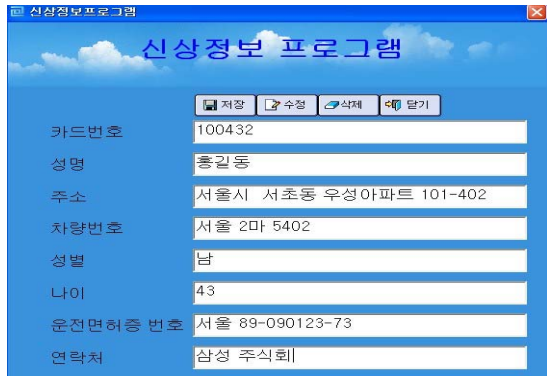 신상정보프로그램
신상정보 프로그램
저장 수정 삭제 닫기
카드번호 100432
성명 홍길동
주소 서울시 서초동 우성아파트 101-402
차량번호 서울 2마 5402
성별 남
나이 43
운전면허증 번호 서울 89-090123-73
연락처 삼성 주식회